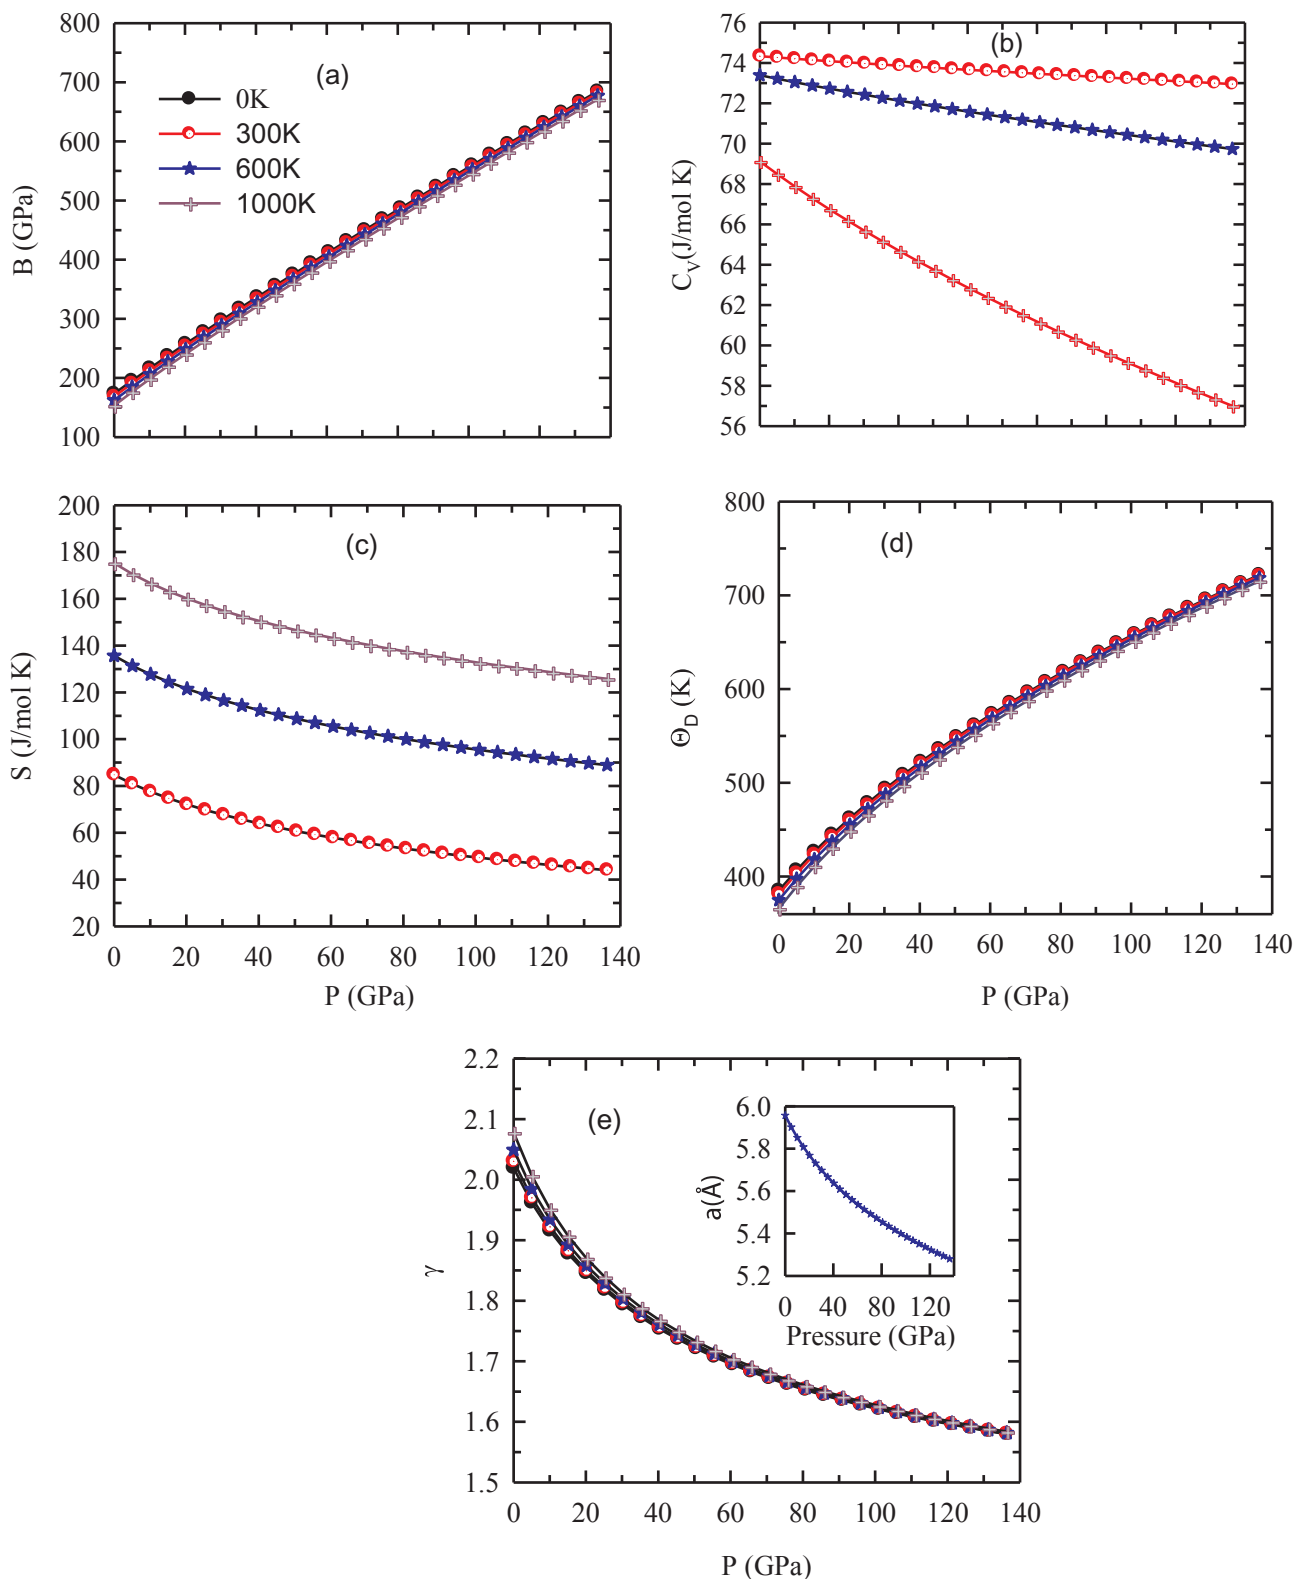 (a)
0K
300K
600K
1000K
800
700
600
500
400
300
200
100
B (GPa)
(b)
76
74
72
70
68
66
64
62
60
58
56
C_V(J/mol K)
(c)
200
180
160
140
120
100
80
60
40
20
S (J/mol K)
0 20 40 60 80 100 120 140
P (GPa)
(d)
800
700
600
500
400
Θ_D (K)
0 20 40 60 80 100 120 140
P (GPa)
(e)
2.2
2.1
2.0
1.9
1.8
1.7
1.6
1.5
γ
6.0
5.8
5.6
5.4
5.2
a(Å)
0 40 80 120
Pressure (GPa)
0 20 40 60 80 100 120 140
P (GPa)